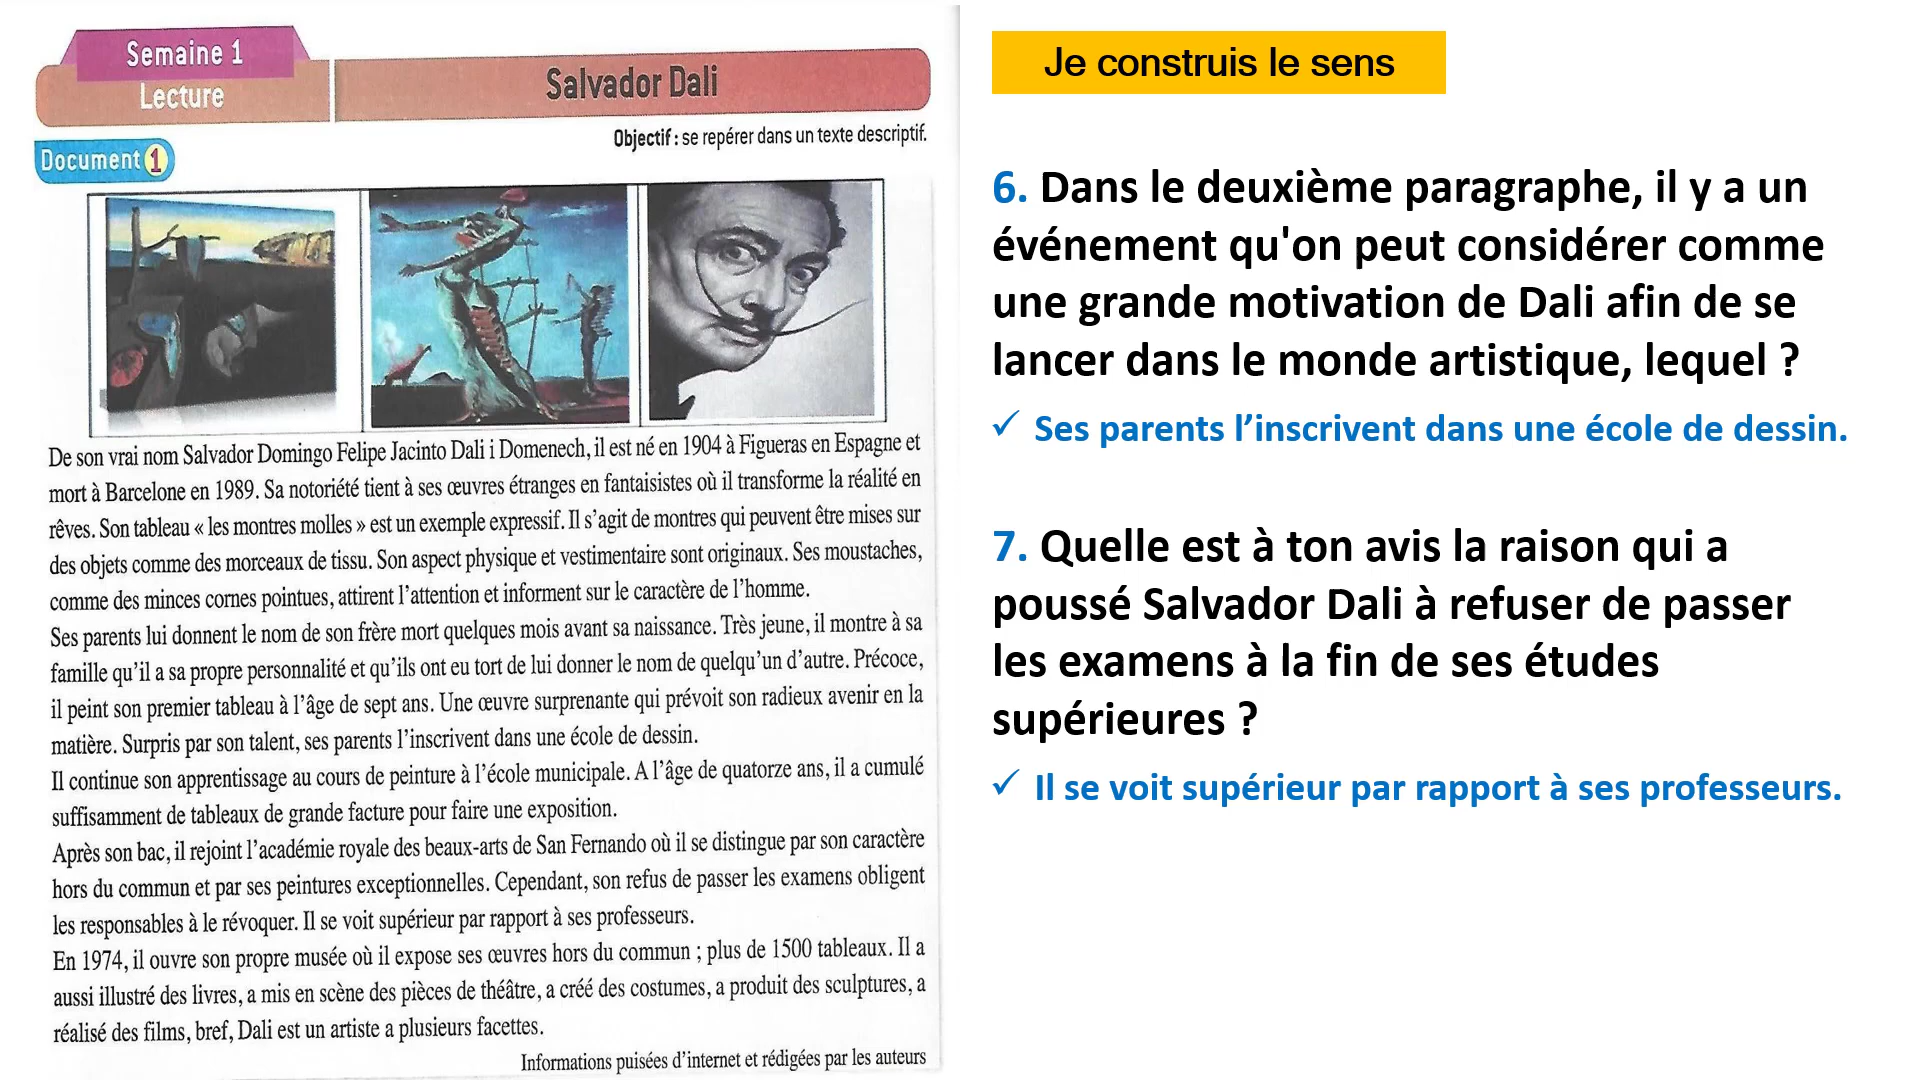 Semaine 1
Lecture
Salvador Dali
Objectif : se repérer dans un texte descriptif.
Document 1
De son vrai nom Salvador Domingo Felipe Jacinto Dali i Domenech, il est né en 1904 à Figueras en Espagne et
mort à Barcelone en 1989. Sa notoriété tient à ses œuvres étranges en fantaisistes où il transforme la réalité en
rêves. Son tableau « les montres molles » est un exemple expressif. Il s’agit de montres qui peuvent être mises sur
des objets comme des morceaux de tissu. Son aspect physique et vestimentaire sont originaux. Ses moustaches,
comme des minces cornes pointues, attirent l’attention et informent sur le caractère de l’homme.
Ses parents lui donnent le nom de son frère mort quelques mois avant sa naissance. Très jeune, il montre à sa
famille qu’il a sa propre personnalité et qu’ils ont eu tort de lui donner le nom de quelqu’un d’autre. Précoce,
il peint son premier tableau à l’âge de sept ans. Une œuvre surprenante qui prévoit son radieux avenir en la
matière. Surpris par son talent, ses parents l’inscrivent dans une école de dessin.
Il continue son apprentissage au cours de peinture à l’école municipale. A l’âge de quatorze ans, il a cumulé
suffisamment de tableaux de grande facture pour faire une exposition.
Après son bac, il rejoint l’académie royale des beaux-arts de San Fernando où il se distingue par son caractère
hors du commun et par ses peintures exceptionnelles. Cependant, son refus de passer les examens obligent
les responsables à le révoquer. Il se voit supérieur par rapport à ses professeurs.
En 1974, il ouvre son propre musée où il expose ses œuvres hors du commun ; plus de 1500 tableaux. Il a
aussi illustré des livres, a mis en scène des pièces de théâtre, a créé des costumes, a produit des sculptures, a
réalisé des films, bref, Dali est un artiste a plusieurs facettes.
Informations puisées d’internet et rédigées par les auteurs
Je construis le sens
6. Dans le deuxième paragraphe, il y a un
événement qu'on peut considérer comme
une grande motivation de Dali afin de se
lancer dans le monde artistique, lequel ?
✓ Ses parents l’inscrivent dans une école de dessin.
7. Quelle est à ton avis la raison qui a
poussé Salvador Dali à refuser de passer
les examens à la fin de ses études
supérieures ?
✓ Il se voit supérieur par rapport à ses professeurs.